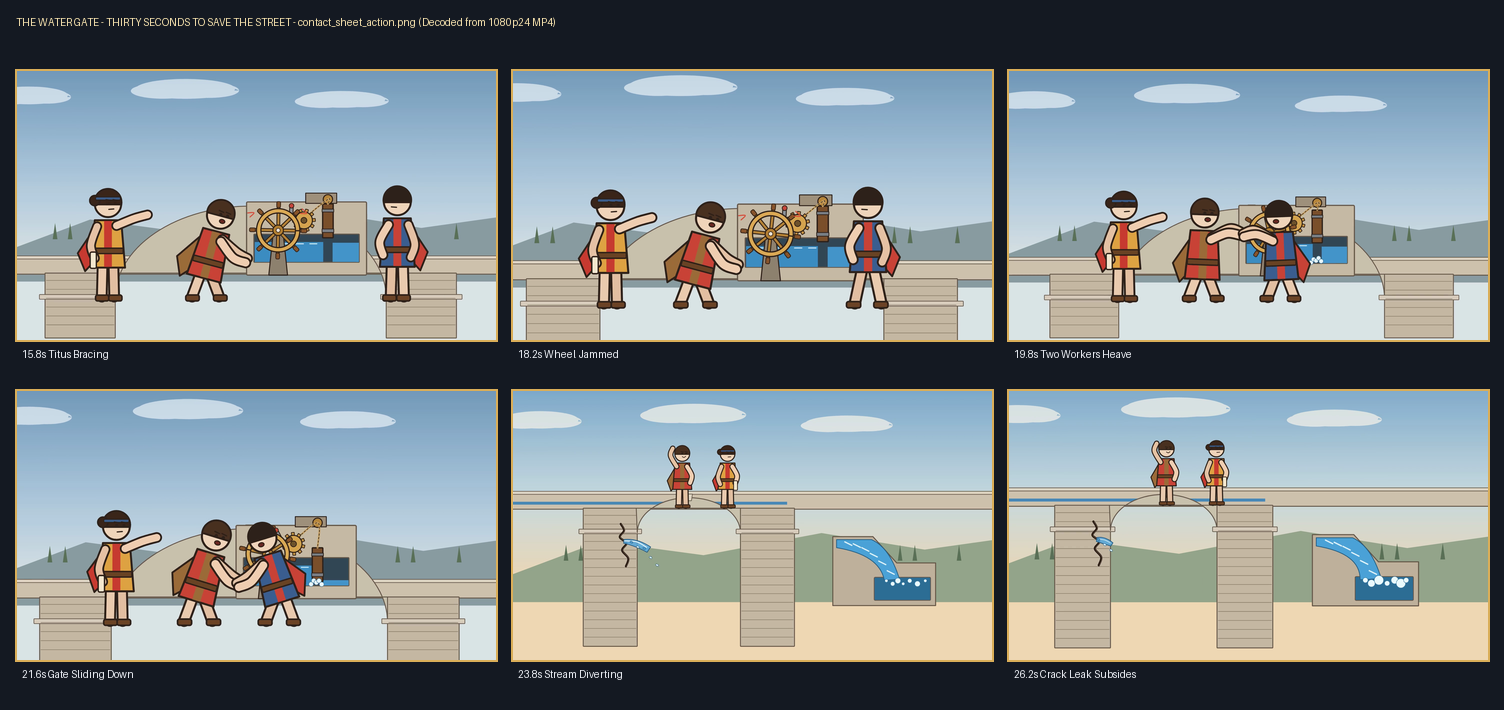 THE WATERGATE - THIRTY SECONDS TO SAVE THE STREET - contact_sheet_action.png (Decoded from 1080p24 MP4)
15.8s Titus Bracing
18.2s Wheel Jammed
19.8s Two Workers Heave
21.6s Gate Sliding Down
23.8s Stream Diverting
26.2s Crack Leak Subsides